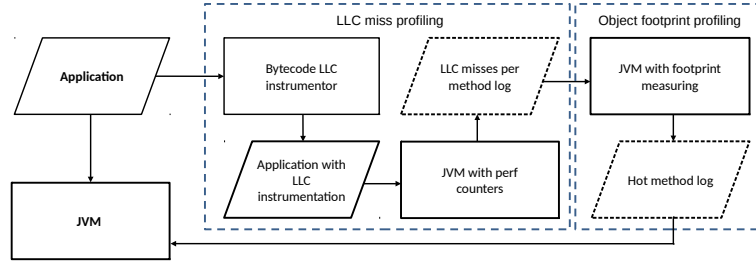 LLC miss profiling
Object footprint profiling
Application
Bytecode LLC
instrumentor
LLC misses per
method log
JVM with footprint
measuring
Application with
LLC
instrumentation
JVM with perf
counters
Hot method log
JVM